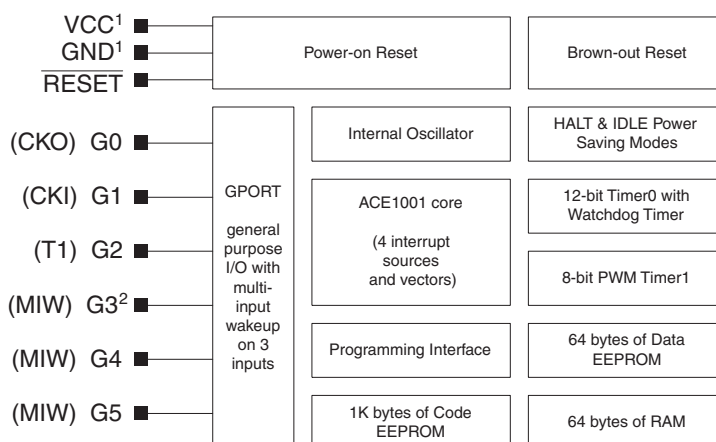 VCC¹
GND¹
RESET
Power-on Reset
Brown-out Reset
(CKO) G0
(CKI) G1
(T1) G2
(MIW) G3²
(MIW) G4
(MIW) G5
GPORT
general
purpose
I/O with
multi-
input
wakeup
on 3
inputs
Internal Oscillator
HALT & IDLE Power
Saving Modes
ACE1001 core
(4 interrupt
sources
and vectors)
12-bit Timer0 with
Watchdog Timer
8-bit PWM Timer1
Programming Interface
64 bytes of Data
EEPROM
1K bytes of Code
EEPROM
64 bytes of RAM